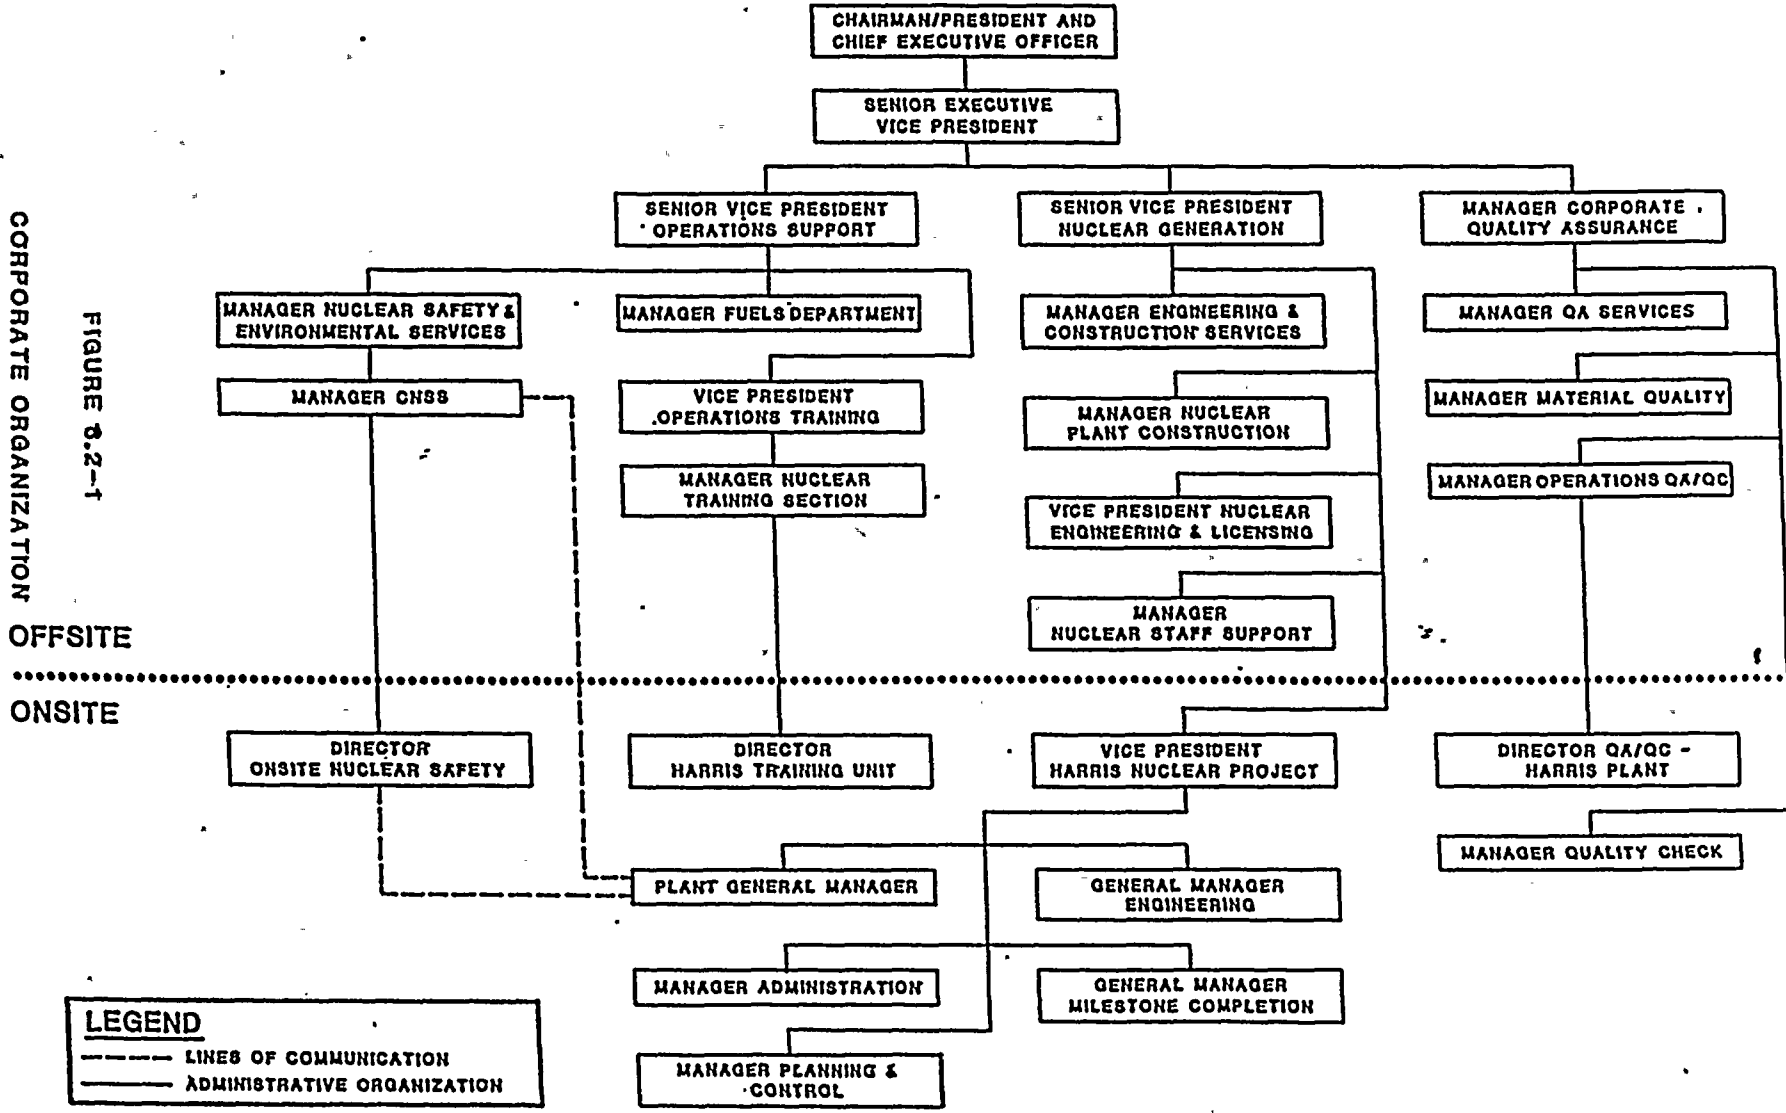 CHAIRMAN/PRESIDENT AND
CHIEF EXECUTIVE OFFICER
SENIOR EXECUTIVE
VICE PRESIDENT
SENIOR VICE PRESIDENT
OPERATIONS SUPPORT
SENIOR VICE PRESIDENT
NUCLEAR GENERATION
MANAGER CORPORATE
QUALITY ASSURANCE
MANAGER NUCLEAR SAFETY &
ENVIRONMENTAL SERVICES
MANAGER FUELS DEPARTMENT
MANAGER ENGINEERING &
CONSTRUCTION SERVICES
MANAGER QA SERVICES
MANAGER CNSS
VICE PRESIDENT
OPERATIONS TRAINING
MANAGER NUCLEAR
PLANT CONSTRUCTION
MANAGER MATERIAL QUALITY
MANAGER NUCLEAR
TRAINING SECTION
VICE PRESIDENT NUCLEAR
ENGINEERING & LICENSING
MANAGER OPERATIONS QA/QC
MANAGER
NUCLEAR STAFF SUPPORT
FIGURE 6.2-1
CORPORATE ORGANIZATION
OFFSITE
ONSITE
DIRECTOR
ONSITE NUCLEAR SAFETY
DIRECTOR
HARRIS TRAINING UNIT
VICE PRESIDENT
HARRIS NUCLEAR PROJECT
DIRECTOR QA/QC -
HARRIS PLANT
MANAGER QUALITY CHECK
PLANT GENERAL MANAGER
GENERAL MANAGER
ENGINEERING
MANAGER ADMINISTRATION
GENERAL MANAGER
MILESTONE COMPLETION
MANAGER PLANNING &
CONTROL
LEGEND
LINES OF COMMUNICATION
ADMINISTRATIVE ORGANIZATION